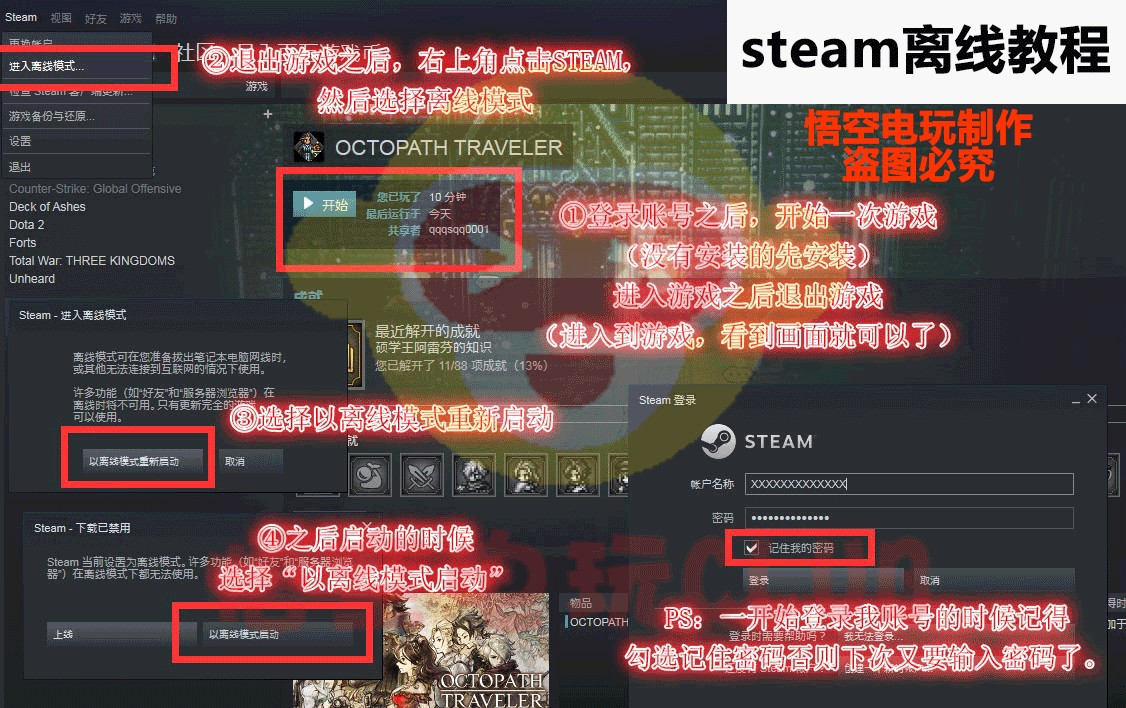 Steam 视图 好友 游戏 帮助
steam离线教程
悟空电玩制作
盗图必究
更换帐户
进入离线模式...
检查 Steam 客户端更新...
游戏备份与还原...
设置
退出
社区
游戏
②退出游戏之后，右上角点击STEAM，
然后选择离线模式
Counter-Strike: Global Offensive
Deck of Ashes
Dota 2
Forts
Total War: THREE KINGDOMS
Unheard
OCTOPATH TRAVELER
开始
您已玩了 10 分钟
最后运行于 今天
共享者 qqqsqq0001
①登录账号之后，开始一次游戏
（没有安装的先安装）
进入游戏之后退出游戏
（进入到游戏，看到画面就可以了）
成就
最近解开的成就
硕学王阿雷芬的知识
您已解开了 11/88 项成就（13%）
Steam - 进入离线模式
离线模式可在您准备拔出笔记本电脑网线时，
或其他无法连接到互联网的情况下使用。
许多功能（如“好友”和“服务器浏览器”）在
离线时将不可用。只有更新完全的游戏
可以使用。
③选择以离线模式重新启动
以离线模式重新启动 取消
Steam - 下载已禁用
Steam 当前设置为离线模式。许多功能（如“好友”和“服务器浏览
器”）在离线模式下都无法使用。
④之后启动的时候
选择“以离线模式启动”
上线 以离线模式启动
OCTOPATH
TRAVELER
物品
OCTOPATH
Steam 登录
STEAM
帐户名称 XXXXXXXXXXXXX
密码 ●●●●●●●●●●●●●●
记住我的密码
登录 取消
PS：一开始登录我账号的时候记得
登录时需要帮助吗？ 我无法登录...
勾选记住密码否则下次又要输入密码了。